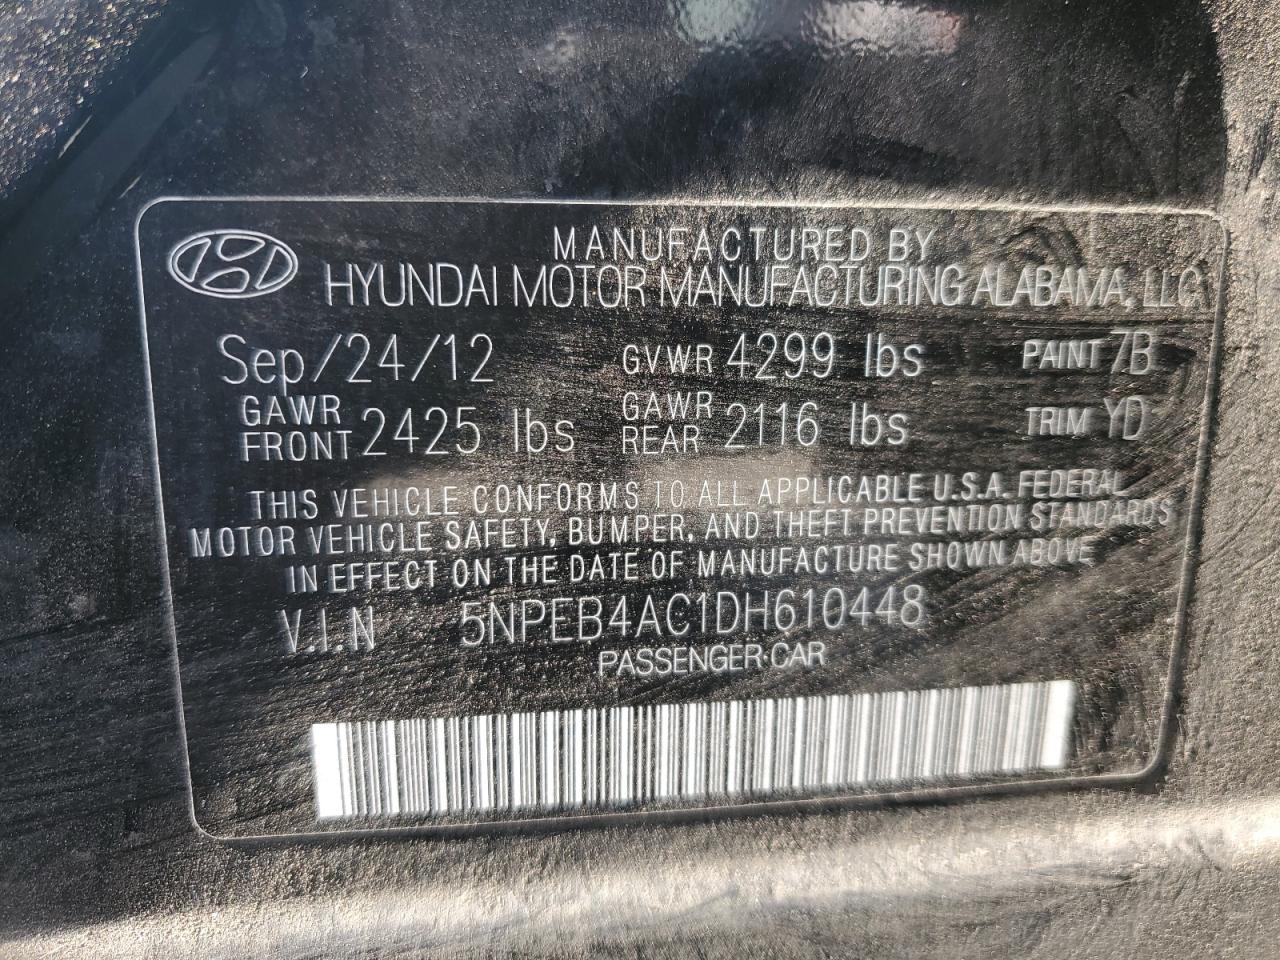 MANUFACTURED BY
HYUNDAI MOTOR MANUFACTURING ALABAMA, LLC
Sep/24/12 GVWR 4299 lbs PAINT 7B
GAWR FRONT 2425 lbs GAWR REAR 2116 lbs TRIM YD
THIS VEHICLE CONFORMS TO ALL APPLICABLE U.S.A. FEDERAL
MOTOR VEHICLE SAFETY, BUMPER, AND THEFT PREVENTION STANDARDS
IN EFFECT ON THE DATE OF MANUFACTURE SHOWN ABOVE
V.I.N 5NPEB4AC1DH610448
PASSENGER·CAR